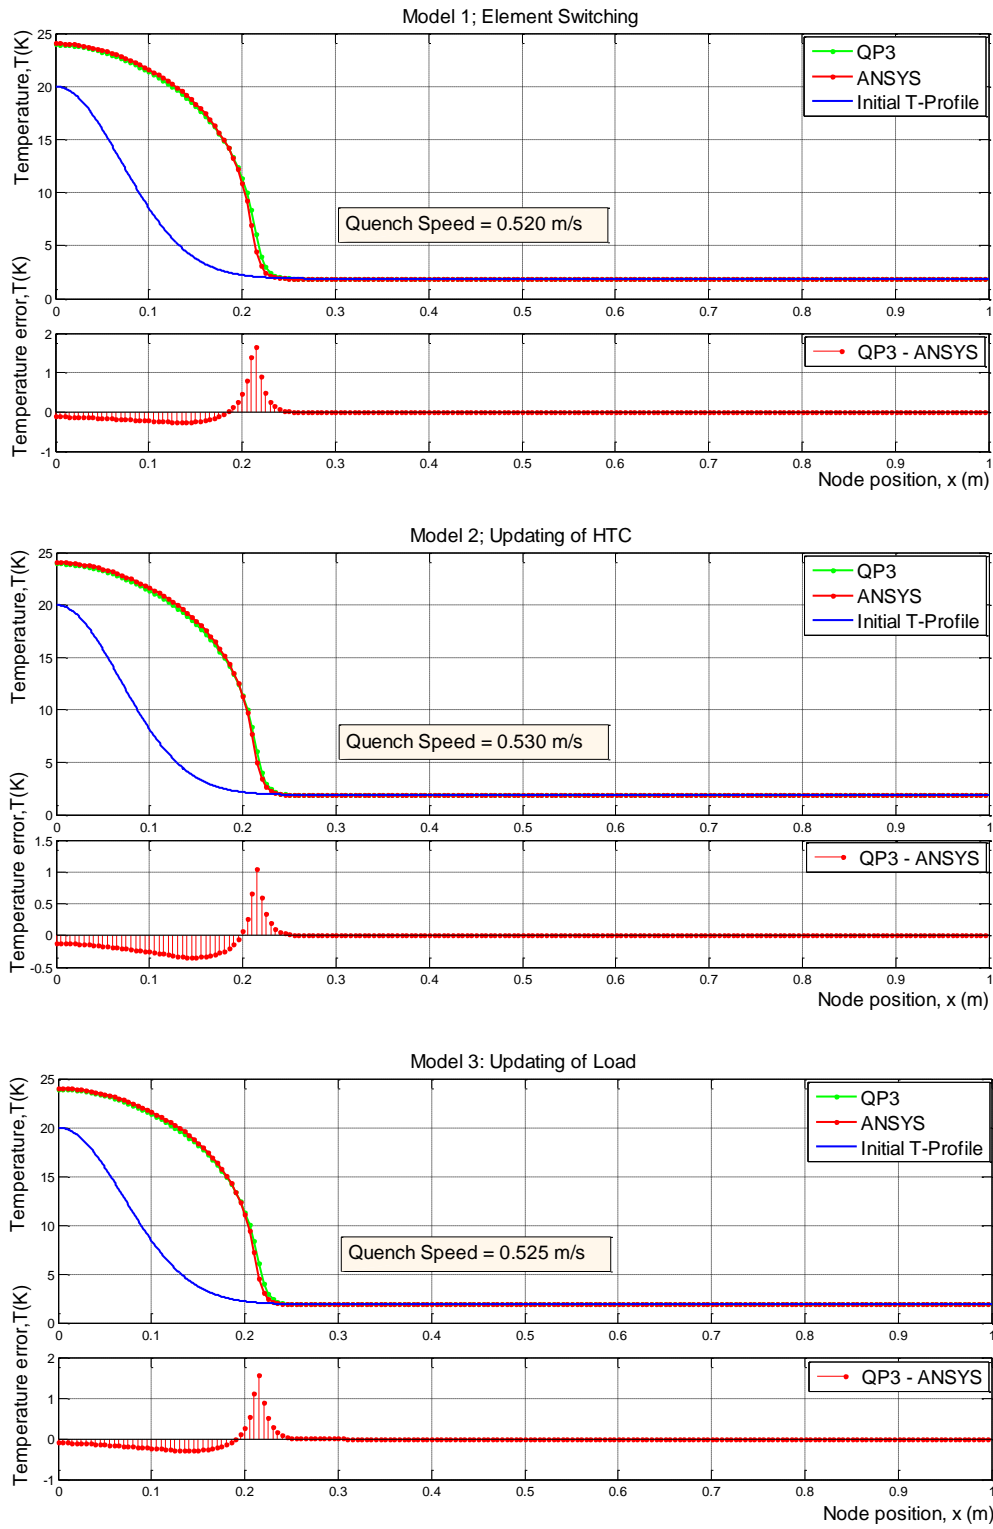 Model 1; Element Switching
Temperature,T(K)
25
20
15
10
5
0
QP3
ANSYS
Initial T-Profile
Quench Speed = 0.520 m/s
0 0.1 0.2 0.3 0.4 0.5 0.6 0.7 0.8 0.9 1
Temperature error,T(K)
2
1
0
-1
QP3 - ANSYS
0 0.1 0.2 0.3 0.4 0.5 0.6 0.7 0.8 0.9 1
Node position, x (m)
Model 2; Updating of HTC
Temperature,T(K)
25
20
15
10
5
0
QP3
ANSYS
Initial T-Profile
Quench Speed = 0.530 m/s
0 0.1 0.2 0.3 0.4 0.5 0.6 0.7 0.8 0.9 1
Temperature error,T(K)
1.5
1
0.5
0
-0.5
QP3 - ANSYS
0 0.1 0.2 0.3 0.4 0.5 0.6 0.7 0.8 0.9 1
Node position, x (m)
Model 3: Updating of Load
Temperature,T(K)
25
20
15
10
5
0
QP3
ANSYS
Initial T-Profile
Quench Speed = 0.525 m/s
0 0.1 0.2 0.3 0.4 0.5 0.6 0.7 0.8 0.9 1
Temperature error,T(K)
2
1
0
-1
QP3 - ANSYS
0 0.1 0.2 0.3 0.4 0.5 0.6 0.7 0.8 0.9 1
Node position, x (m)